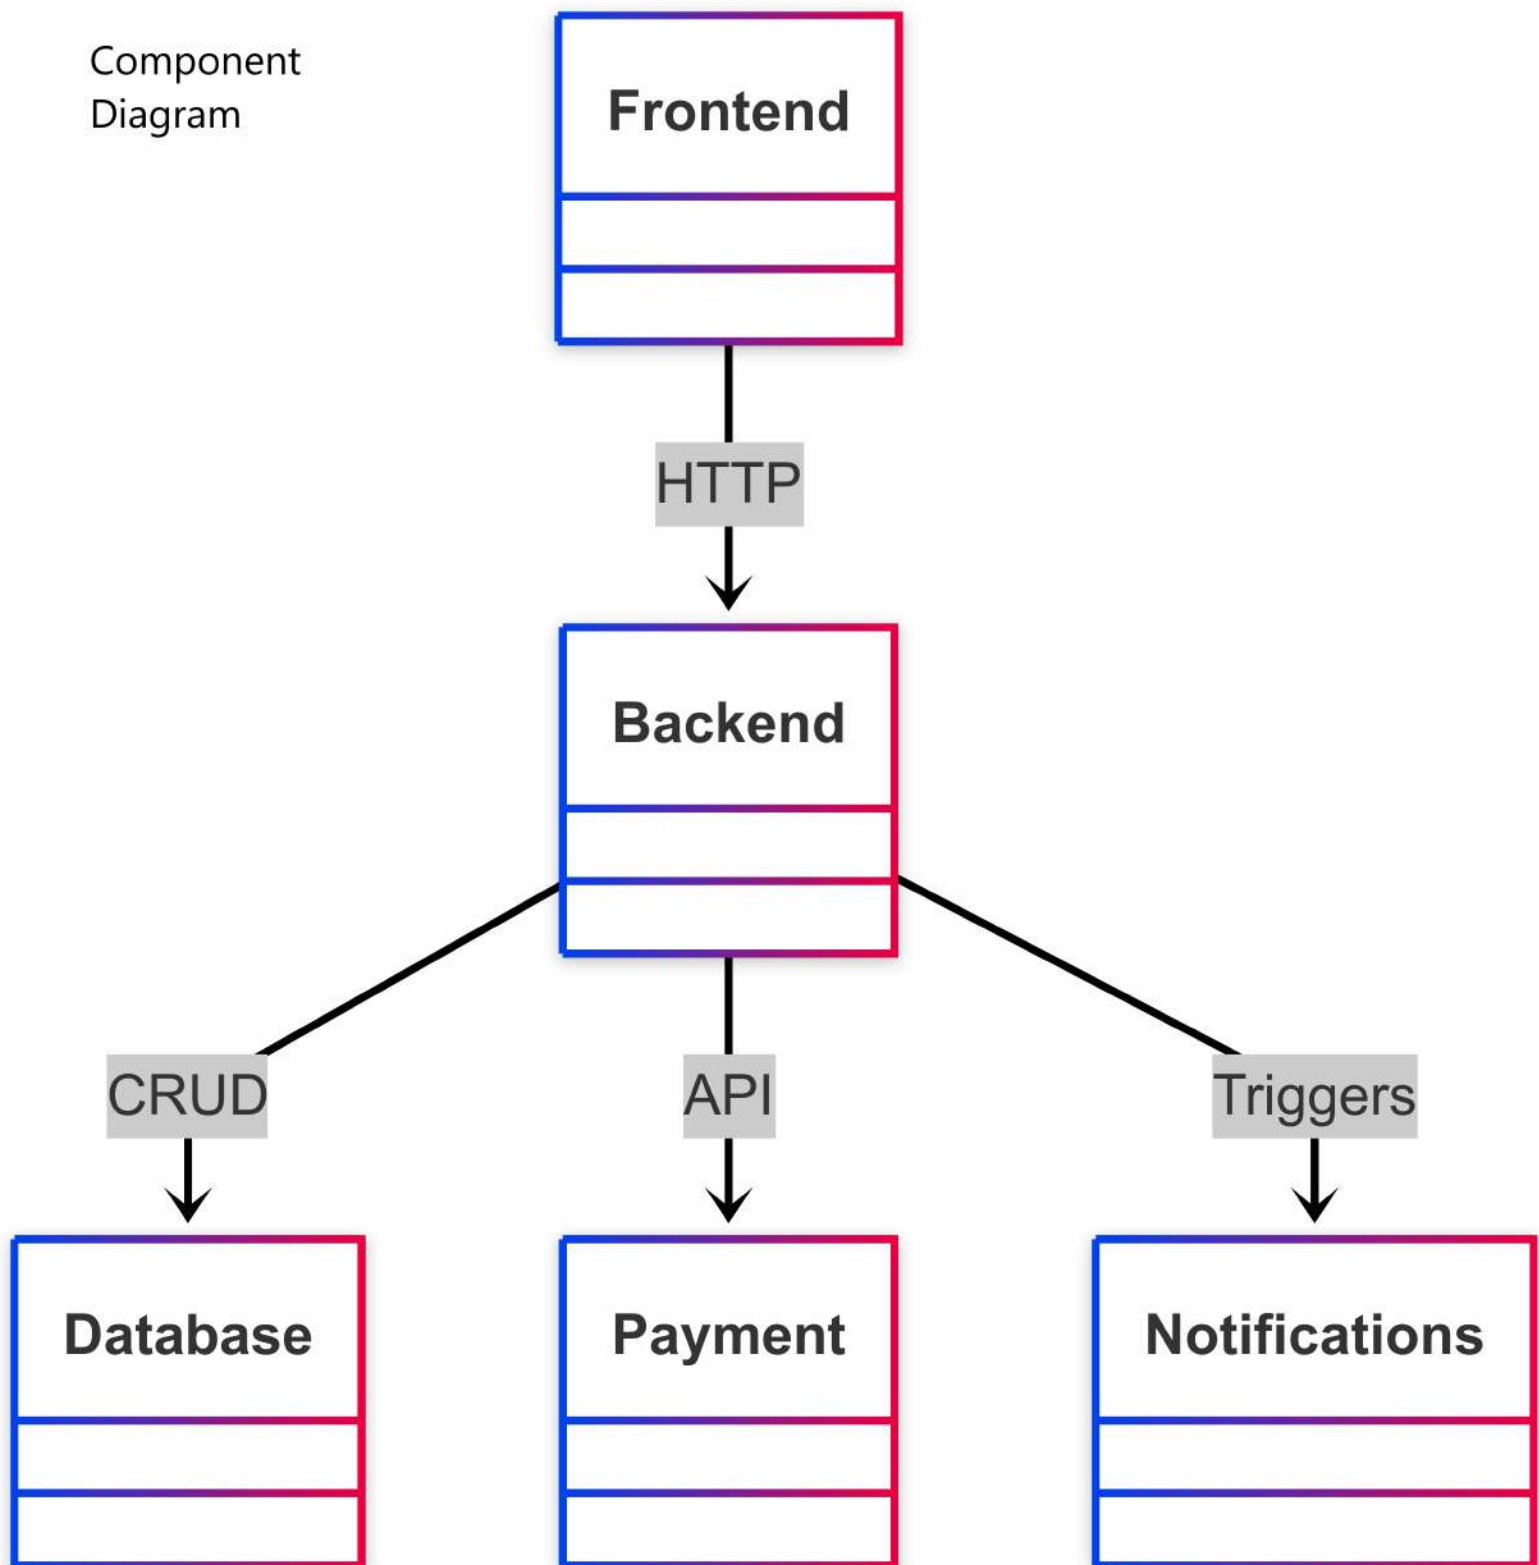 Component
Diagram
Frontend
HTTP
Backend
CRUD
API
Triggers
Database
Payment
Notifications